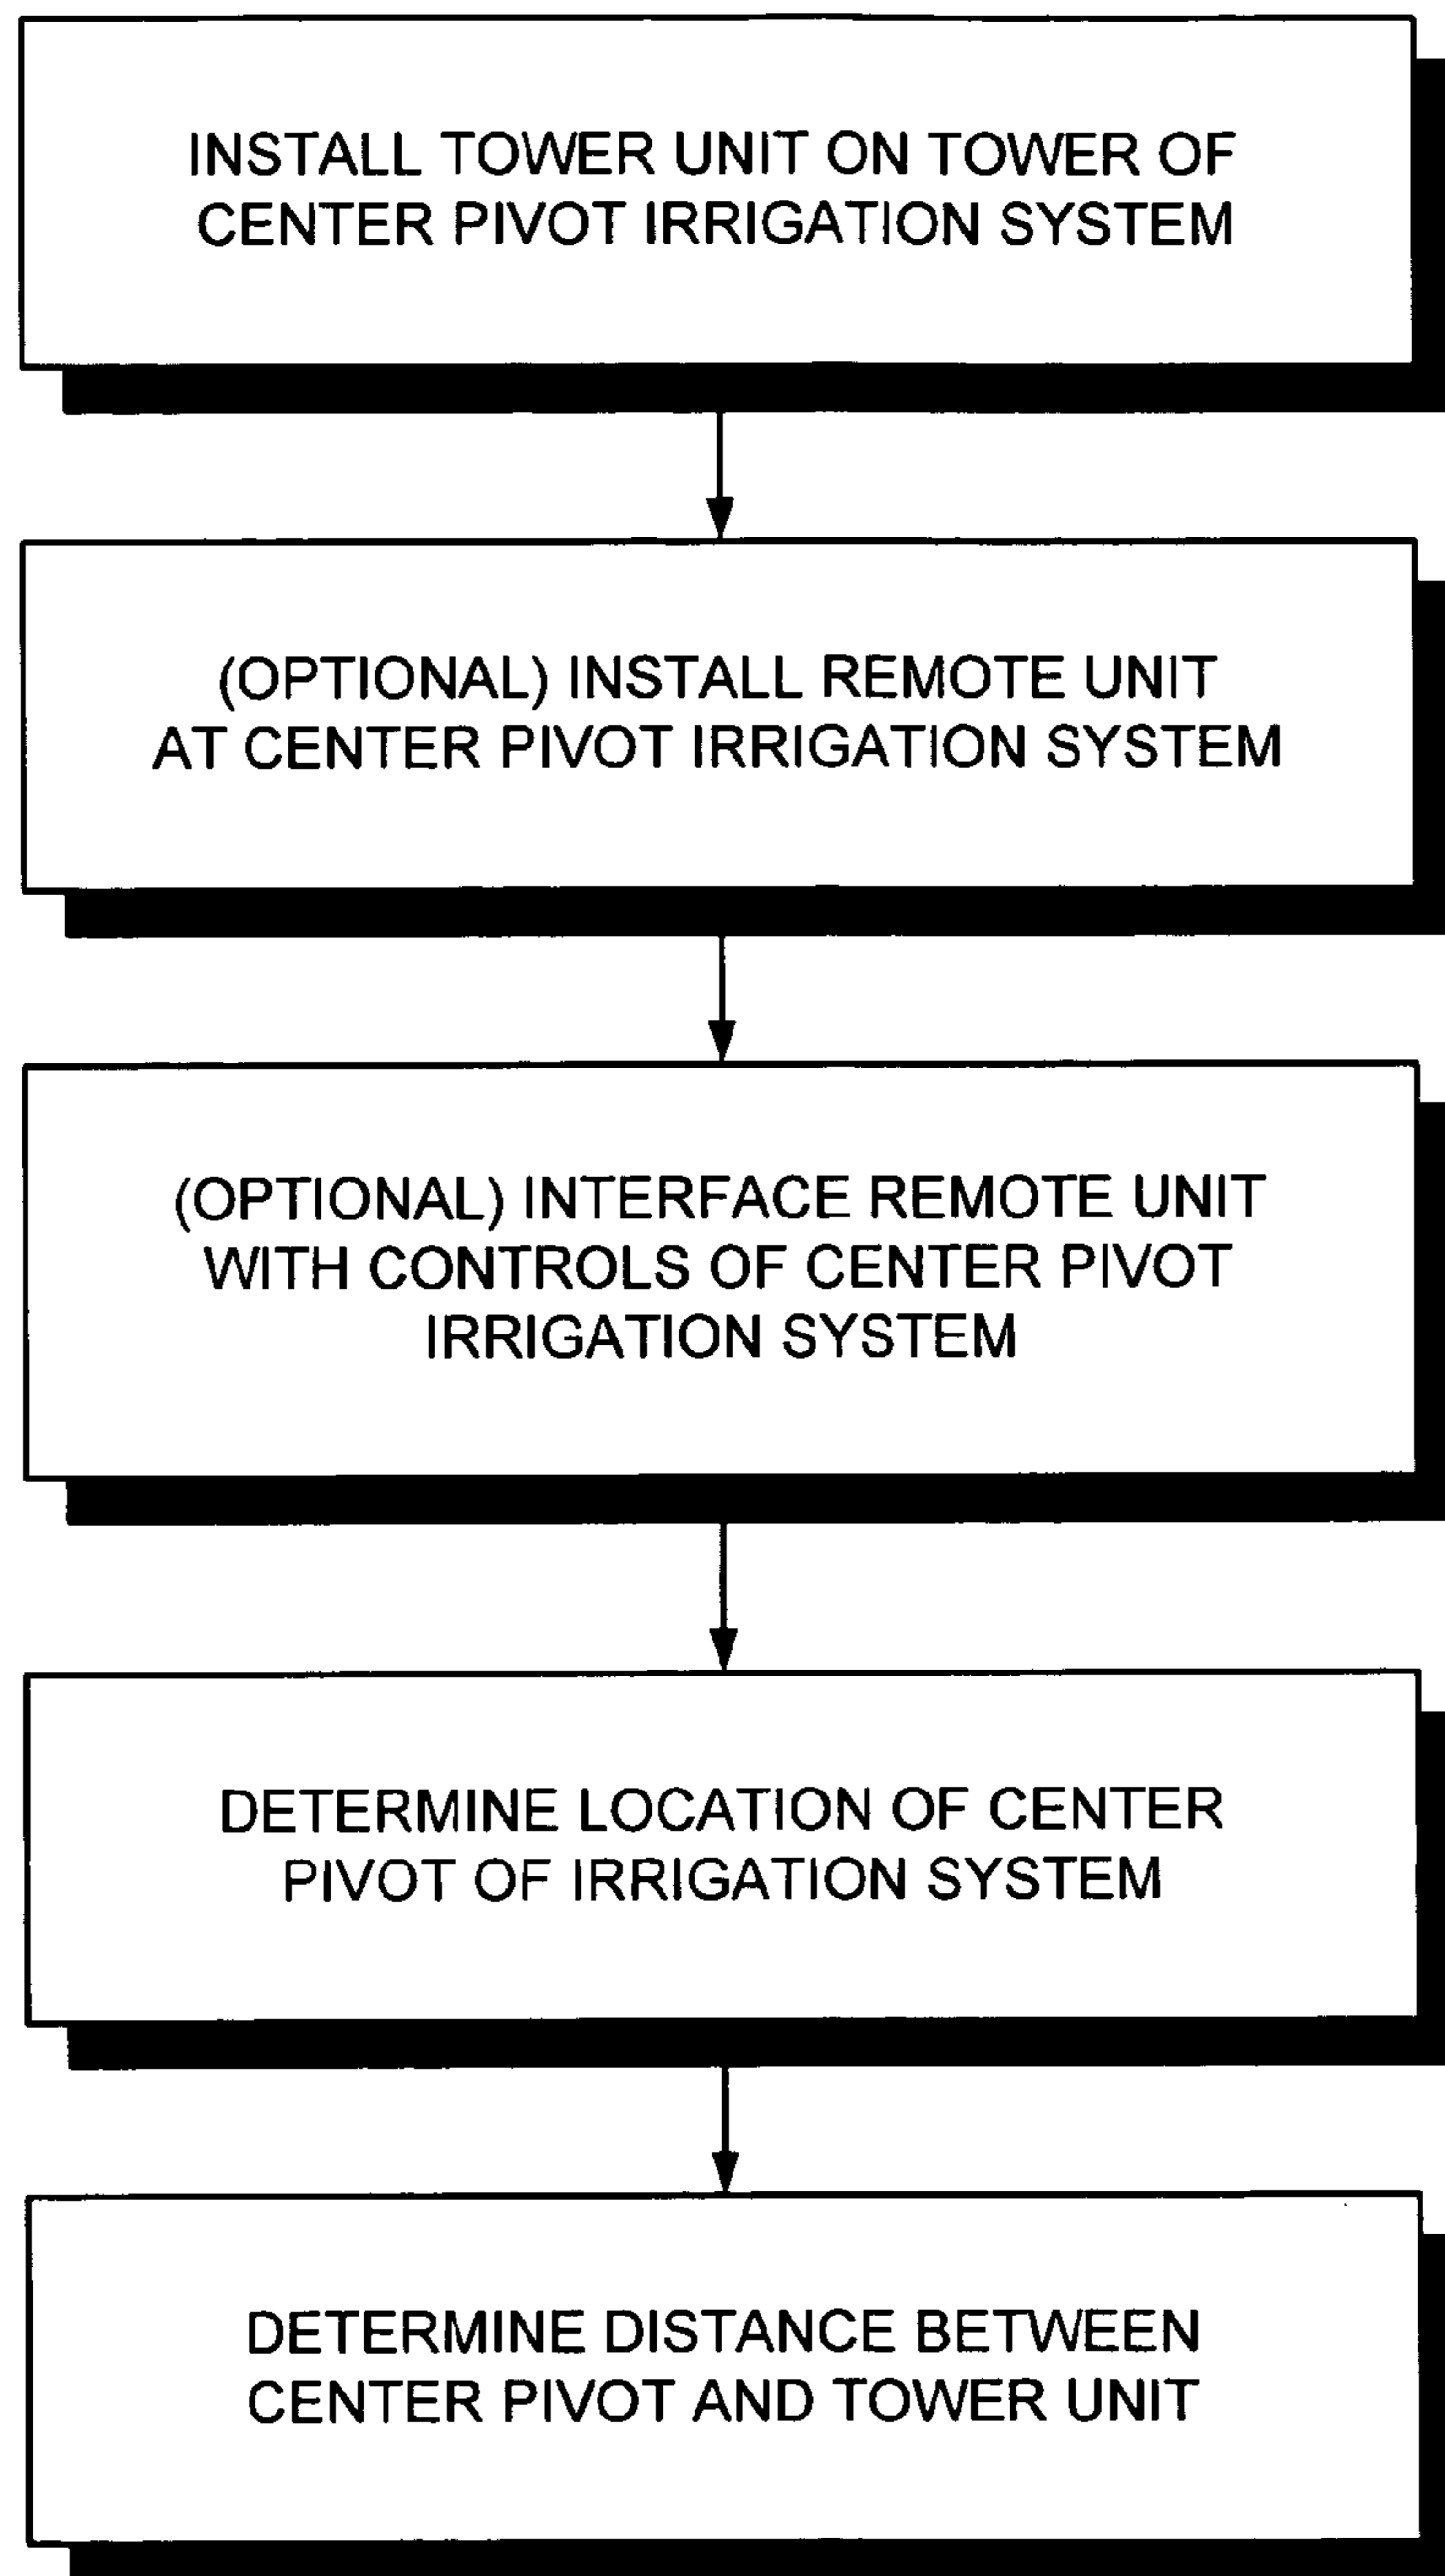 INSTALL TOWER UNIT ON TOWER OF
CENTER PIVOT IRRIGATION SYSTEM
(OPTIONAL) INSTALL REMOTE UNIT
AT CENTER PIVOT IRRIGATION SYSTEM
(OPTIONAL) INTERFACE REMOTE UNIT
WITH CONTROLS OF CENTER PIVOT
IRRIGATION SYSTEM
DETERMINE LOCATION OF CENTER
PIVOT OF IRRIGATION SYSTEM
DETERMINE DISTANCE BETWEEN
CENTER PIVOT AND TOWER UNIT